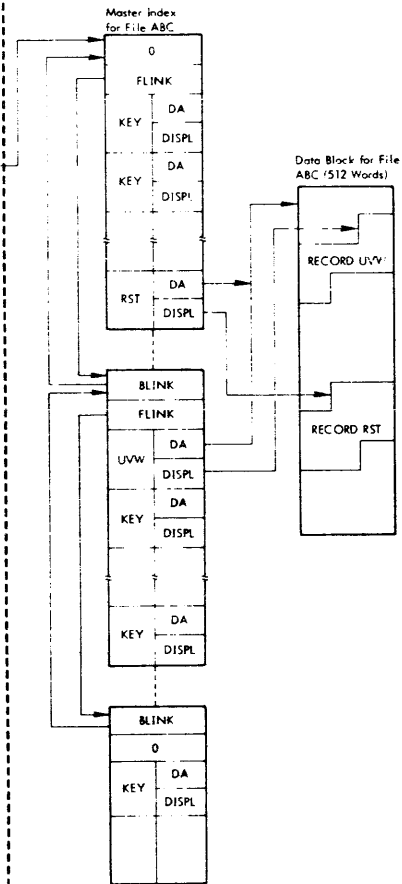 Master index
for File ABC
0
FLINK
KEY
DA
DISPL
KEY
DA
DISPL
RST
DA
DISPL
BLINK
FLINK
UVW
DA
DISPL
KEY
DA
DISPL
KEY
DA
DISPL
BLINK
0
KEY
DA
DISPL
Data Block for File
ABC (512 Words)
RECORD UVW
RECORD RST